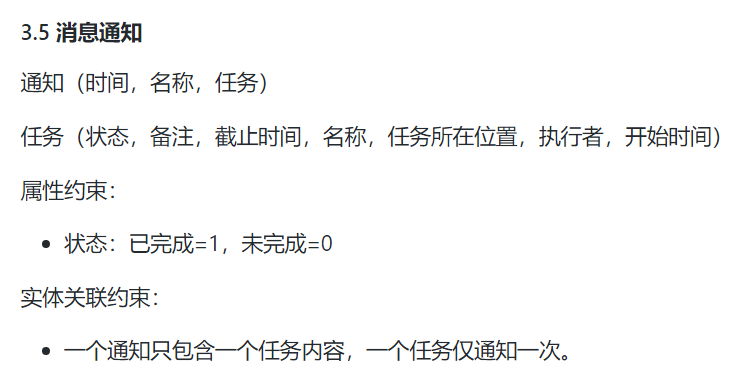 3.5 消息通知
通知（时间，名称，任务）
任务（状态，备注，截止时间，名称，任务所在位置，执行者，开始时间）
属性约束：
• 状态：已完成=1，未完成=0
实体关联约束：
• 一个通知只包含一个任务内容，一个任务仅通知一次。